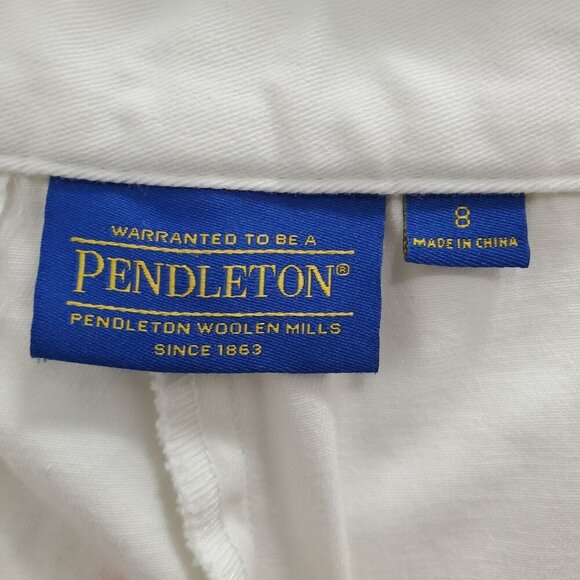 WARRANTED TO BE A
PENDLETON®
PENDLETON WOOLEN MILLS
SINCE 1863
8
MADE IN CHINA